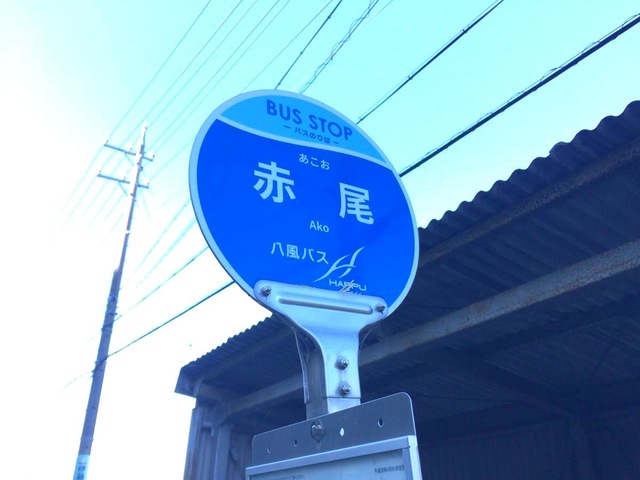 BUS STOP
ー バスのりば ー
あこお
赤尾
Ako
八風バス
HAPPU